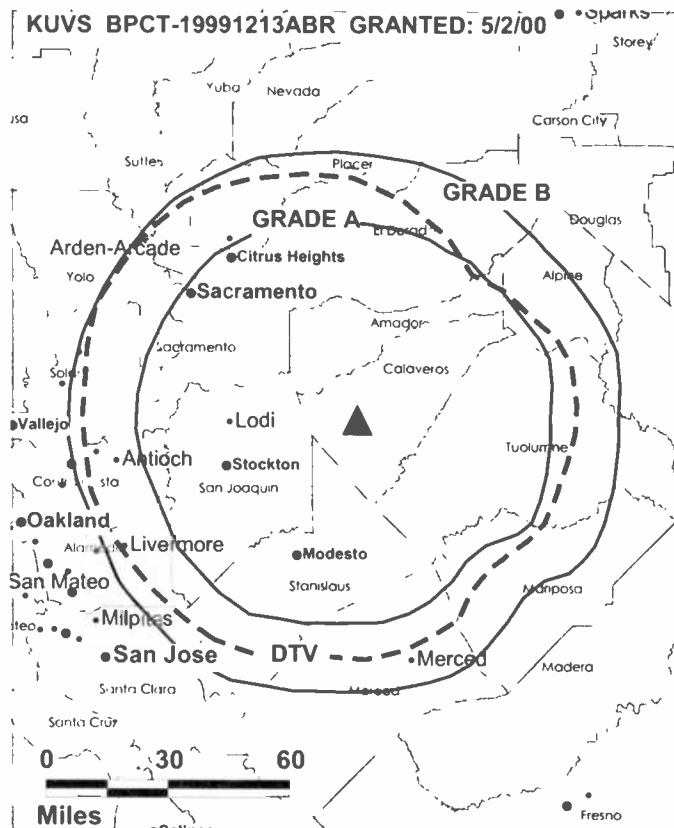 KUVS BPCT-19991213ABR GRANTED: 5/2/00
Sparks
Storey
Yuba
Nevada
Carson City
Sutter
Placer
GRADE B
GRADE A
Douglas
El Dorad
Arden-Arcade
Citrus Heights
Yolo
Alpine
Sacramento
Amador
Sacramento
Calaveros
Vallejo
Lodi
Tuolumne
Antioch
Stockton
San Joaquin
Oakland
Livermore
Modesto
San Mateo
Stanislaus
Mariposa
Milpitas
San Jose
DTV
Merced
Madera
Santa Clara
Santa Cruz
0 30 60
Miles
Fresno